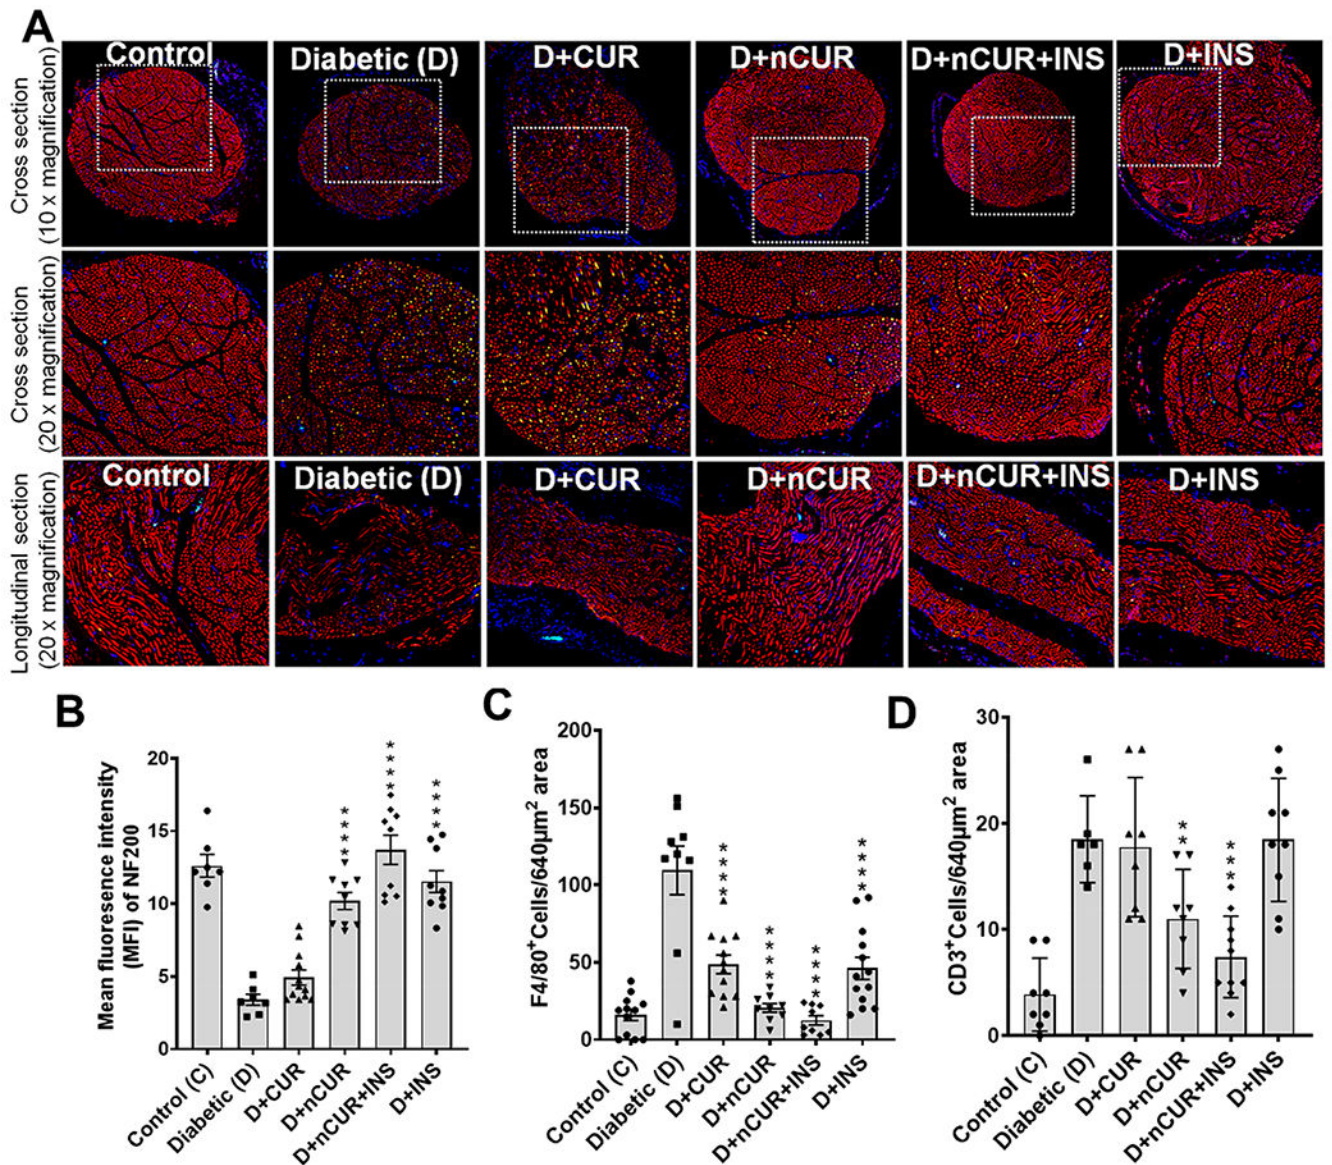 A
Control
Diabetic (D)
D+CUR
D+nCUR
D+nCUR+INS
D+INS
Cross section
(10 x magnification)
Cross section
(20 x magnification)
Control
Diabetic (D)
D+CUR
D+nCUR
D+nCUR+INS
D+INS
Longitudinal section
(20 x magnification)
B
Mean fluoresence intensity
(MFI) of NF200
20
15
10
5
0
****
****
****
Control (C)
Diabetic (D)
D+CUR
D+nCUR
D+nCUR+INS
D+INS
C
F4/80⁺Cells/640µm² area
200
150
100
50
0
****
****
****
****
Control (C)
Diabetic (D)
D+CUR
D+nCUR
D+nCUR+INS
D+INS
D
CD3⁺Cells/640µm² area
30
20
10
0
**
***
Control (C)
Diabetic (D)
D+CUR
D+nCUR
D+nCUR+INS
D+INS